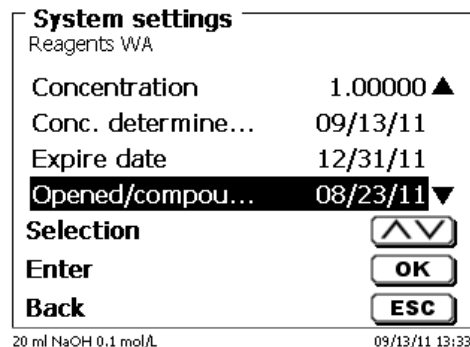 System settings
Reagents WA
Concentration 1.00000
Conc. determine... 09/13/11
Expire date 12/31/11
Opened/compou... 08/23/11
Selection
Enter OK
Back ESC
20 ml NaOH 0.1 mol/L 09/13/11 13:33